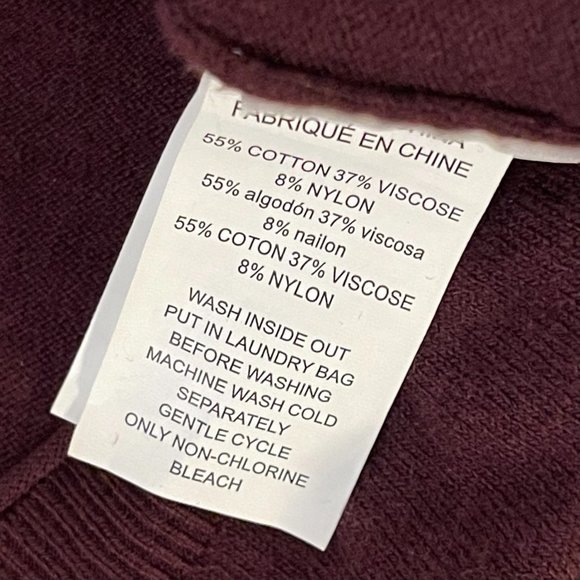 FABRIQUÉ EN CHINE
55% COTTON 37% VISCOSE
8% NYLON
55% algodón 37% viscosa
8% nailon
55% COTON 37% VISCOSE
8% NYLON
WASH INSIDE OUT
PUT IN LAUNDRY BAG
BEFORE WASHING
MACHINE WASH COLD
SEPARATELY
GENTLE CYCLE
ONLY NON-CHLORINE
BLEACH